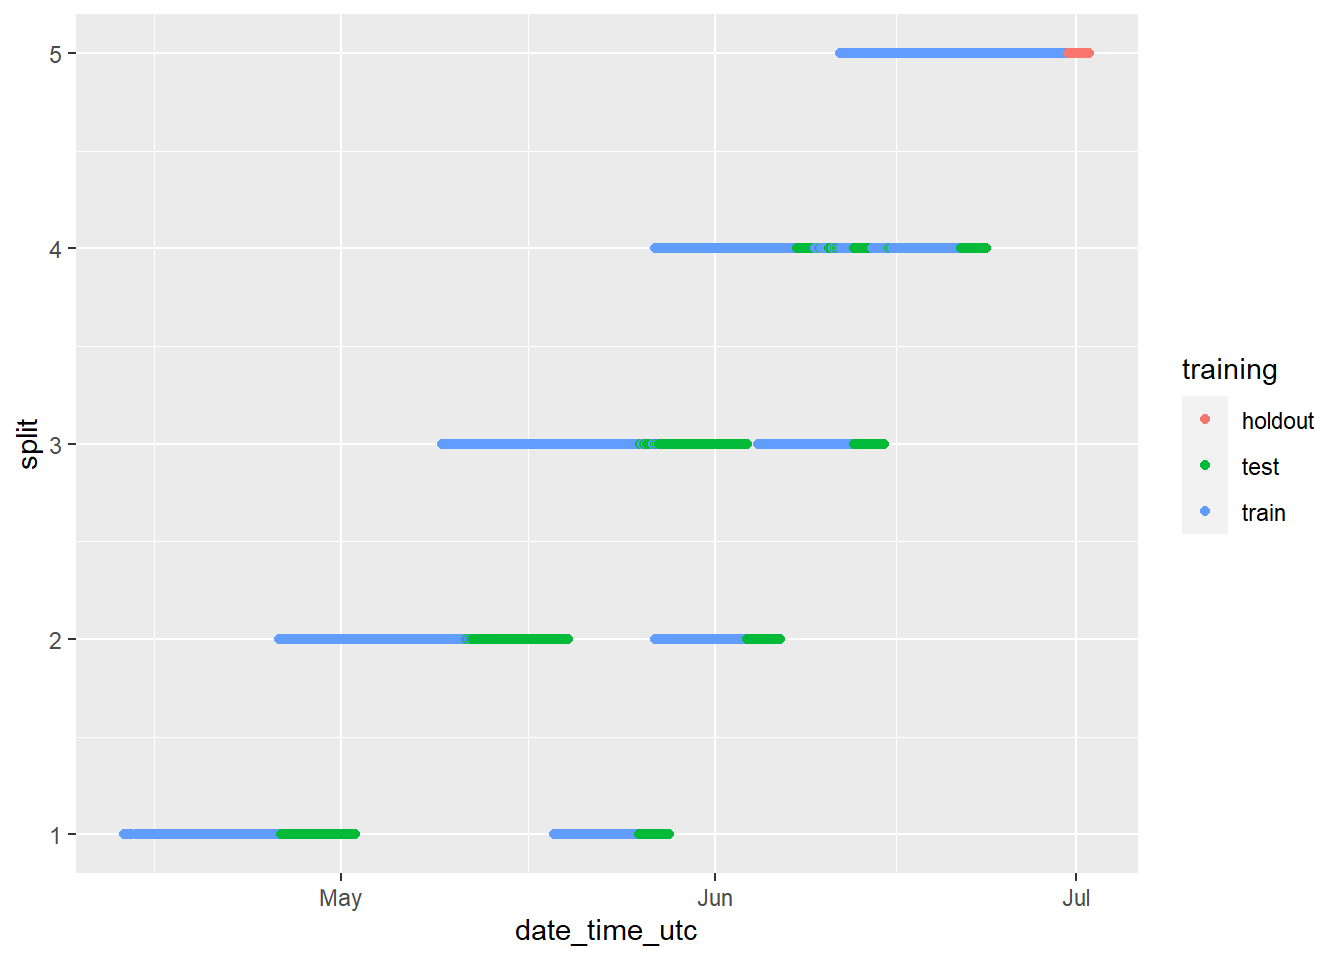 5
4
3
2
1
split
May
Jun
Jul
date_time_utc
training
holdout
test
train